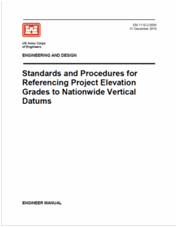 EM 1110-2-6056
31 December 2010
US Army Corps
of Engineers
ENGINEERING AND DESIGN
Standards and Procedures for
Referencing Project Elevation
Grades to Nationwide Vertical
Datums
ENGINEER MANUAL